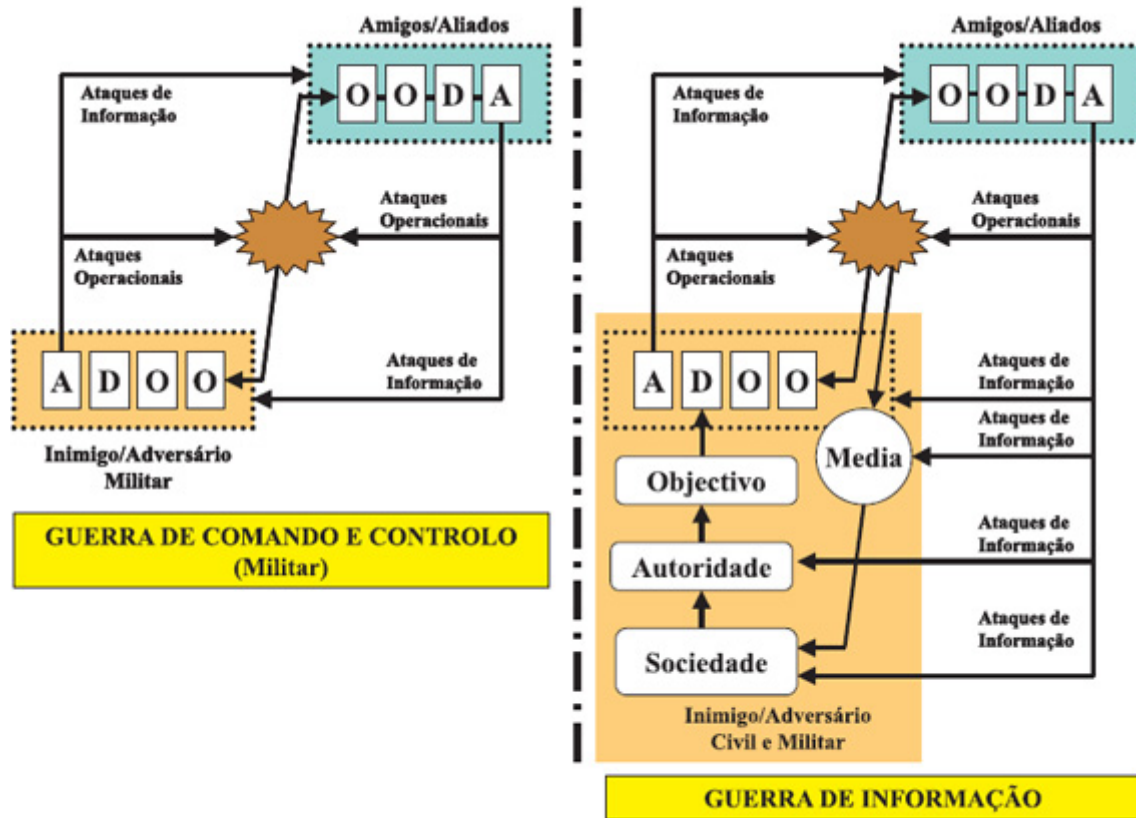 Amigos/Aliados
O O D A
Ataques de
Informação
Ataques
Operacionais
Ataques
Operacionais
A D O O
Ataques de
Informação
Inimigo/Adversário
Militar
GUERRA DE COMANDO E CONTROLO
(Militar)
Amigos/Aliados
O O D A
Ataques de
Informação
Ataques
Operacionais
Ataques
Operacionais
A D O O
Ataques de
Informação
Ataques de
Informação
Media
Objectivo
Ataques de
Informação
Autoridade
Ataques de
Informação
Sociedade
Inimigo/Adversário
Civil e Militar
GUERRA DE INFORMAÇÃO